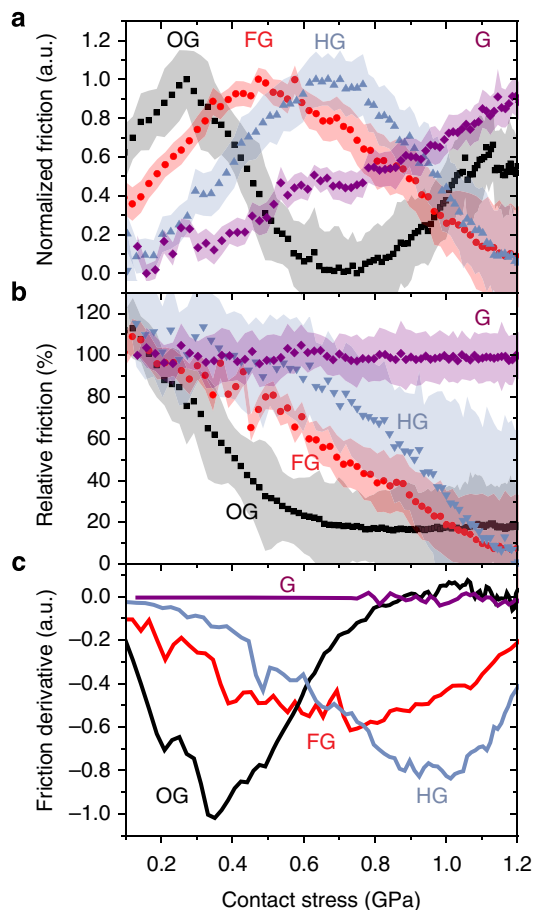 a
OG FG HG G
1.2
1.0
0.8
0.6
0.4
0.2
0.0
Normalized friction (a.u.)
b
G
120
100
80
60
40
20
0
Relative friction (%)
HG
FG
OG
c
G
0.0
−0.2
−0.4
−0.6
−0.8
−1.0
Friction derivative (a.u.)
FG
OG HG
0.2 0.4 0.6 0.8 1.0 1.2
Contact stress (GPa)